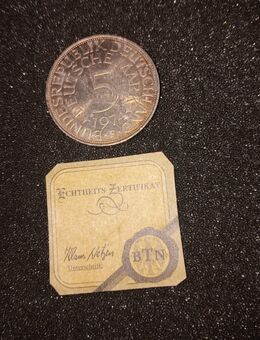 BUNDESREPUBLIK DEUTSCHLAND
5
DEUTSCHE MARK
ECHTHEITS ZERTIFIKAT
Unterschrift
BTN